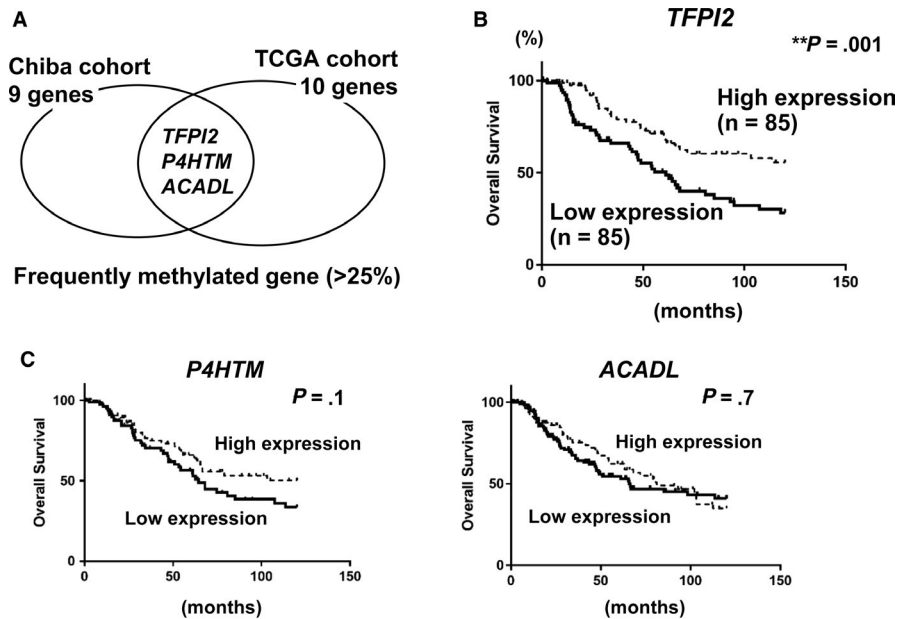 A
Chiba cohort
9 genes
TCGA cohort
10 genes
TFPI2
P4HTM
ACADL
Frequently methylated gene (>25%)
B
TFPI2
(%)
**P = .001
Overall Survival
100
50
0
High expression
(n = 85)
Low expression
(n = 85)
0 50 100 150
(months)
C
P4HTM
P = .1
Overall Survival
100
50
0
High expression
Low expression
0 50 100 150
(months)
ACADL
P = .7
Overall Survival
100
50
0
High expression
Low expression
0 50 100 150
(months)